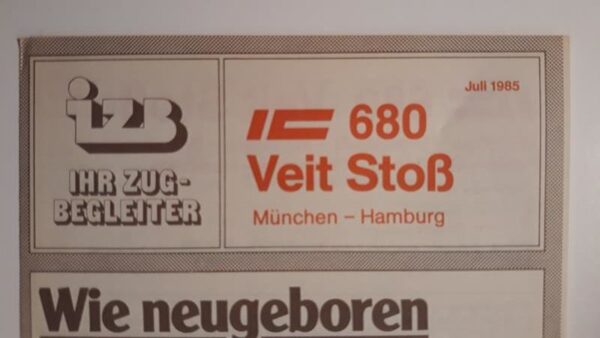 izb
IHR ZUG-
BEGLEITER
Juli 1985
IC 680
Veit Stoß
München – Hamburg
Wie neugeboren